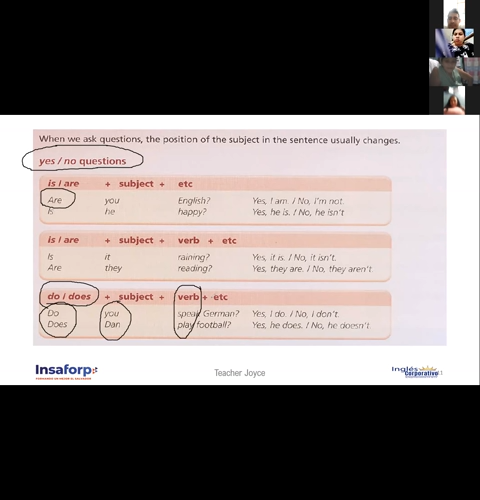 When we ask questions, the position of the subject in the sentence usually changes.
yes / no questions
is / are + subject + etc
Are you English? Yes, I am. / No, I'm not.
Is he happy? Yes, he is. / No, he isn't
is / are + subject + verb + etc
Is it raining? Yes, it is. / No, it isn't.
Are they reading? Yes, they are. / No, they aren't.
do / does + subject + verb + etc
Do you speak German? Yes, I do. / No, I don't.
Does Dan play football? Yes, he does. / No, he doesn't.
Insaforp
Teacher Joyce
Inglés
Corporativo